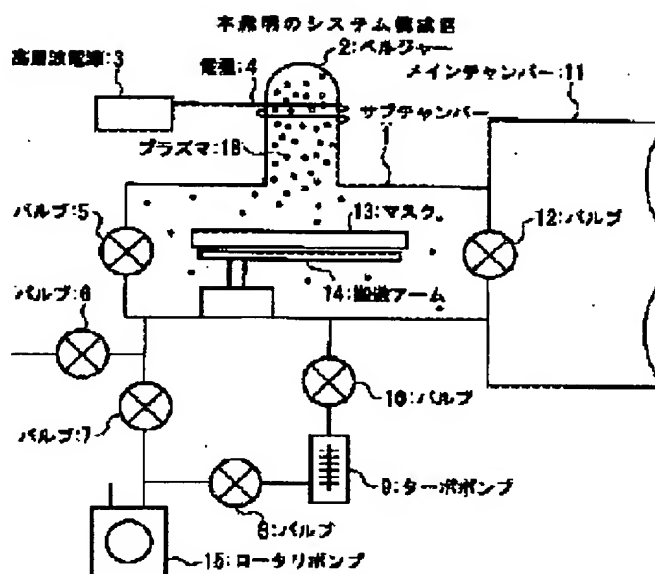 本発明のシステム構成図
2:ベルジャー
高周波電源:3
電極:4
メインチャンバー:11
サブチャンバー
1
プラズマ:18
バルブ:5
13:マスク
12:バルブ
14:搬送アーム
バルブ:6
10:バルブ
バルブ:7
9:ターボポンプ
8:バルブ
15:ロータリポンプ